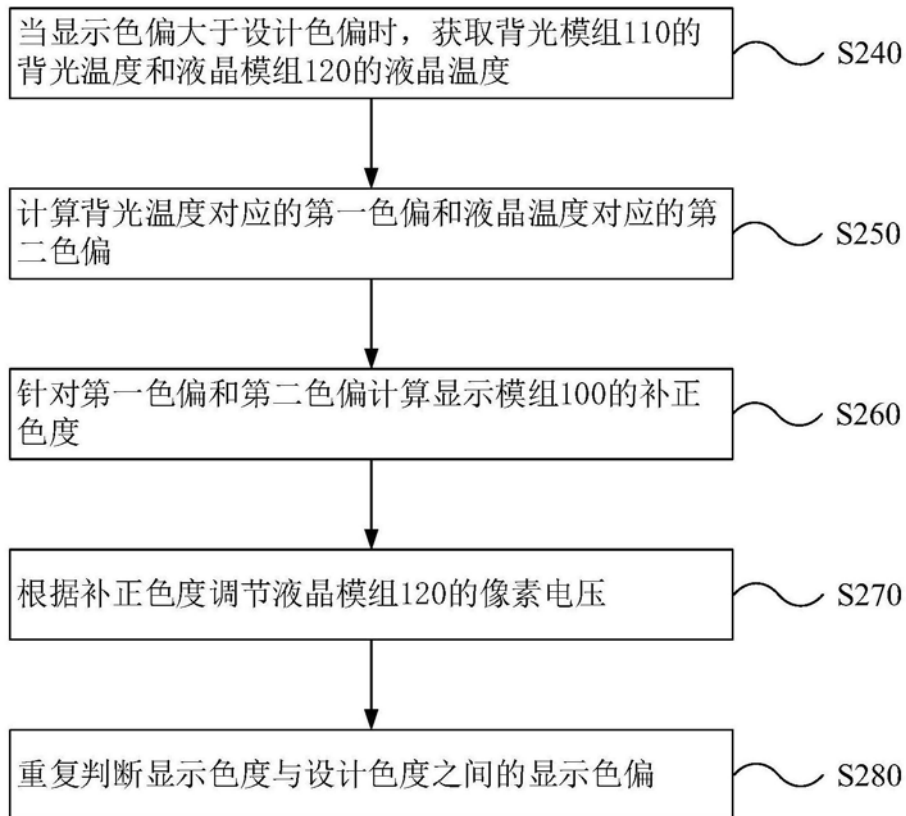 当显示色偏大于设计色偏时，获取背光模组110的
背光温度和液晶模组120的液晶温度
S240
计算背光温度对应的第一色偏和液晶温度对应的第
二色偏
S250
针对第一色偏和第二色偏计算显示模组100的补正
色度
S260
根据补正色度调节液晶模组120的像素电压
S270
重复判断显示色度与设计色度之间的显示色偏
S280